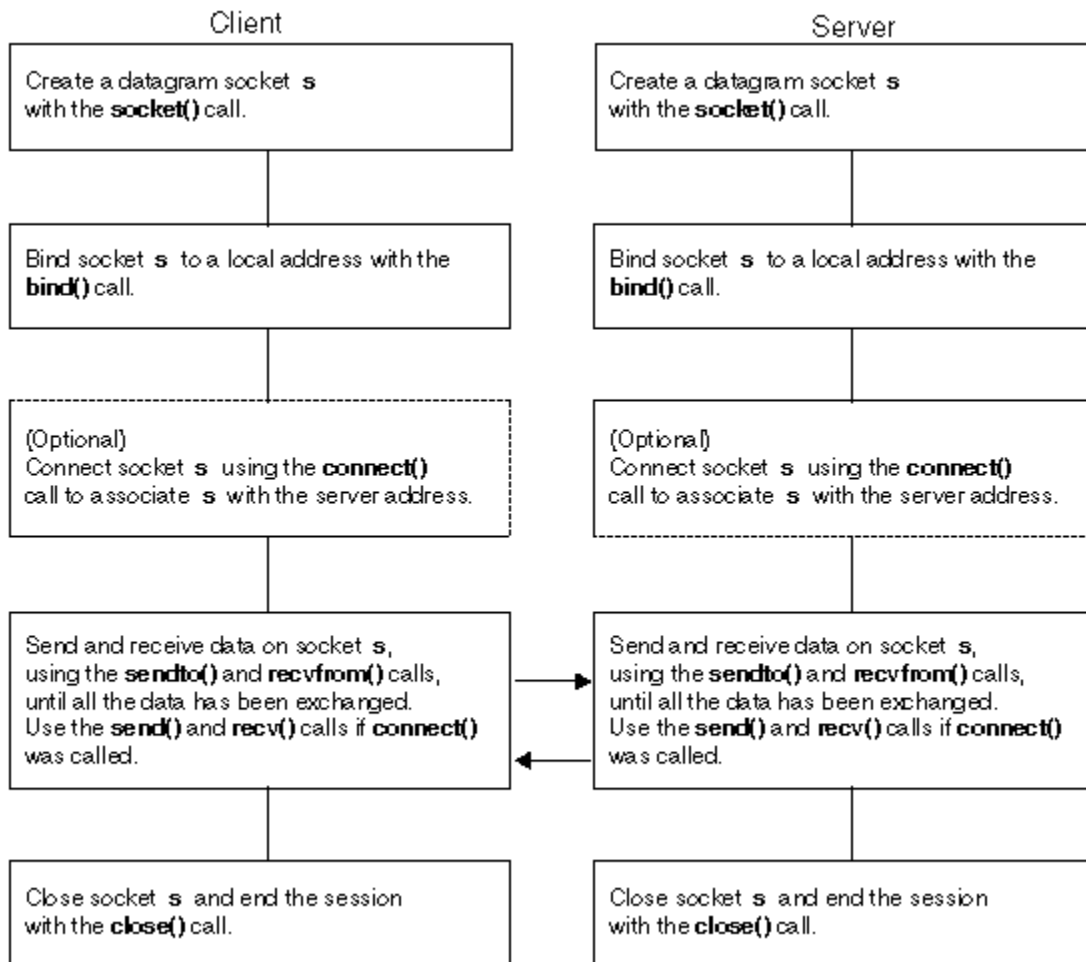 Client
Create a datagram socket s
with the socket() call.
Bind socket s to a local address with the
bind() call.
(Optional)
Connect socket s using the connect()
call to associate s with the server address.
Send and receive data on socket s,
using the sendto() and recvfrom() calls,
until all the data has been exchanged.
Use the send() and recv() calls if connect()
was called.
Close socket s and end the session
with the close() call.
Server
Create a datagram socket s
with the socket() call.
Bind socket s to a local address with the
bind() call.
(Optional)
Connect socket s using the connect()
call to associate s with the server address.
Send and receive data on socket s,
using the sendto() and recvfrom() calls,
until all the data has been exchanged.
Use the send() and recv() calls if connect()
was called.
Close socket s and end the session
with the close() call.